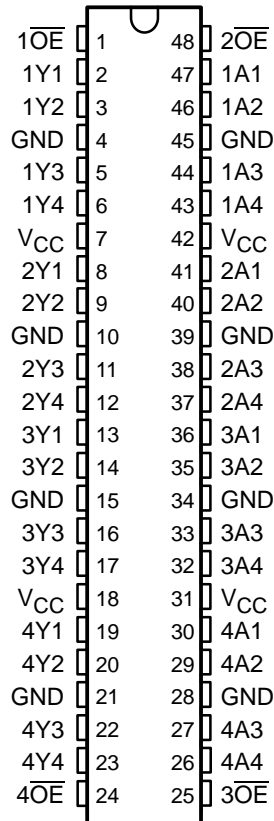 1O̅E̅ 1 48 2O̅E̅
1Y1 2 47 1A1
1Y2 3 46 1A2
GND 4 45 GND
1Y3 5 44 1A3
1Y4 6 43 1A4
VCC 7 42 VCC
2Y1 8 41 2A1
2Y2 9 40 2A2
GND 10 39 GND
2Y3 11 38 2A3
2Y4 12 37 2A4
3Y1 13 36 3A1
3Y2 14 35 3A2
GND 15 34 GND
3Y3 16 33 3A3
3Y4 17 32 3A4
VCC 18 31 VCC
4Y1 19 30 4A1
4Y2 20 29 4A2
GND 21 28 GND
4Y3 22 27 4A3
4Y4 23 26 4A4
4O̅E̅ 24 25 3O̅E̅